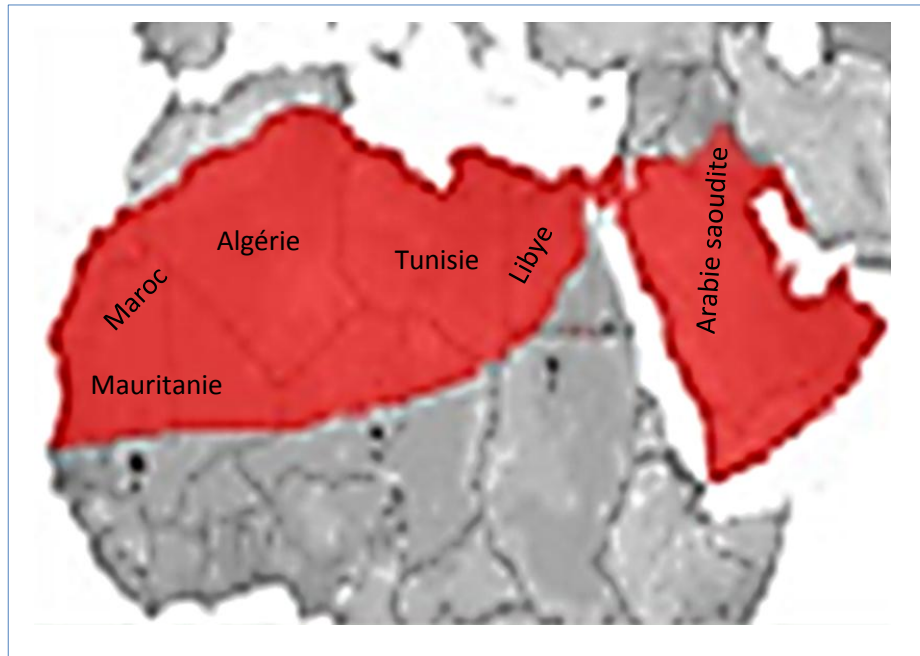 Algérie
Tunisie
Libye
Arabie saoudite
Maroc
Mauritanie